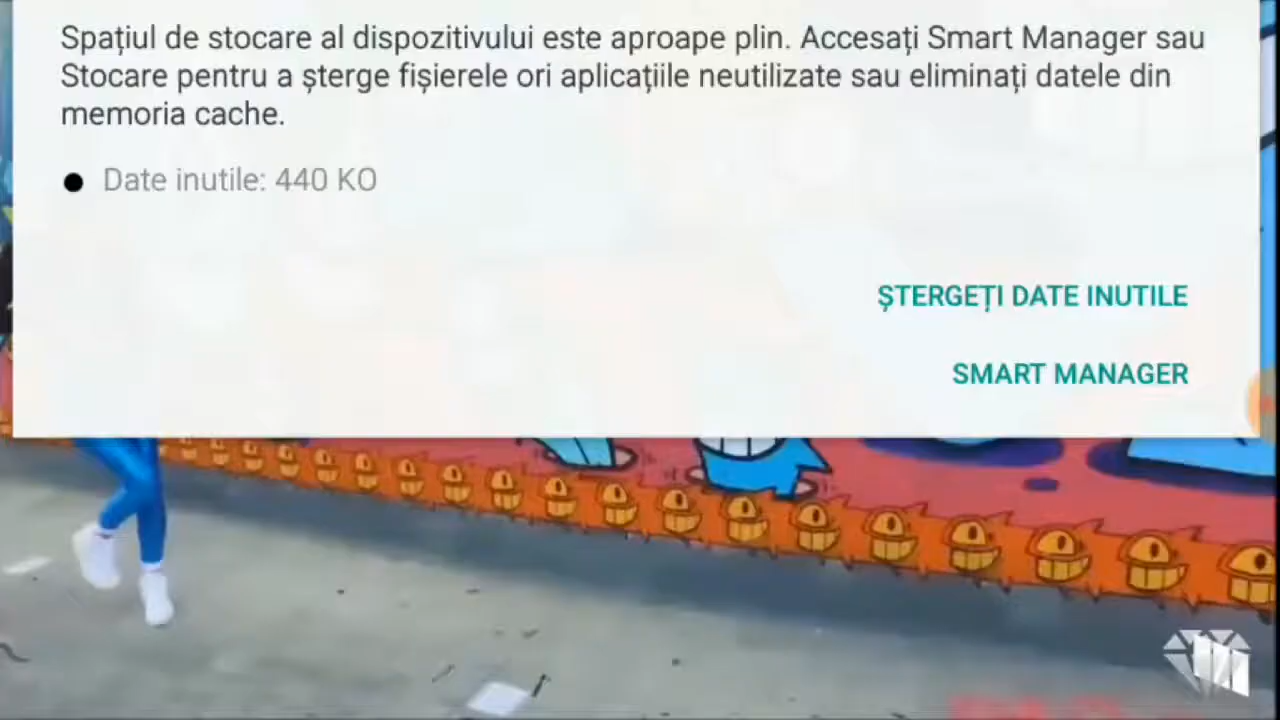 Spațiul de stocare al dispozitivului este aproape plin. Accesați Smart Manager sau
Stocare pentru a șterge fișierele ori aplicațiile neutilizate sau eliminați datele din
memoria cache.
Date inutile: 440 KO
ȘTERGEȚI DATE INUTILE
SMART MANAGER